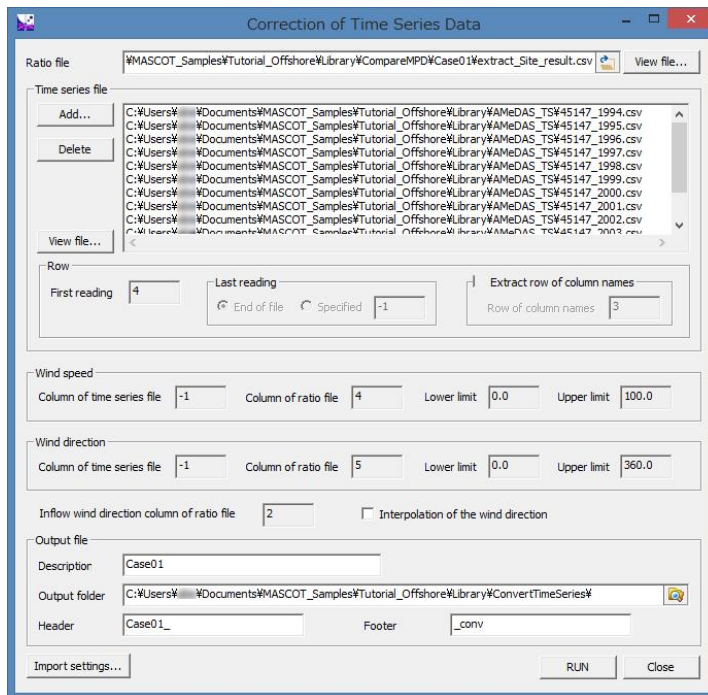 Correction of Time Series Data
Ratio file ¥MASCOT_Samples¥Tutorial_Offshore¥Library¥CompareMPD¥Case01¥extract_Site_result.csv View file...
Time series file
Add...
Delete
View file...
C:¥Users¥ ¥Documents¥MASCOT_Samples¥Tutorial_Offshore¥Library¥AMeDAS_TS¥45147_1994.csv
C:¥Users¥ ¥Documents¥MASCOT_Samples¥Tutorial_Offshore¥Library¥AMeDAS_TS¥45147_1995.csv
C:¥Users¥ ¥Documents¥MASCOT_Samples¥Tutorial_Offshore¥Library¥AMeDAS_TS¥45147_1996.csv
C:¥Users¥ ¥Documents¥MASCOT_Samples¥Tutorial_Offshore¥Library¥AMeDAS_TS¥45147_1997.csv
C:¥Users¥ ¥Documents¥MASCOT_Samples¥Tutorial_Offshore¥Library¥AMeDAS_TS¥45147_1998.csv
C:¥Users¥ ¥Documents¥MASCOT_Samples¥Tutorial_Offshore¥Library¥AMeDAS_TS¥45147_1999.csv
C:¥Users¥ ¥Documents¥MASCOT_Samples¥Tutorial_Offshore¥Library¥AMeDAS_TS¥45147_2000.csv
C:¥Users¥ ¥Documents¥MASCOT_Samples¥Tutorial_Offshore¥Library¥AMeDAS_TS¥45147_2001.csv
C:¥Users¥ ¥Documents¥MASCOT_Samples¥Tutorial_Offshore¥Library¥AMeDAS_TS¥45147_2002.csv
C:¥Users¥ ¥Documents¥MASCOT_Samples¥Tutorial_Offshore¥Library¥AMeDAS_TS¥45147_2003.csv
Row
First reading 4
Last reading
End of file Specified -1
Extract row of column names
Row of column names 3
Wind speed
Column of time series file -1 Column of ratio file 4 Lower limit 0.0 Upper limit 100.0
Wind direction
Column of time series file -1 Column of ratio file 5 Lower limit 0.0 Upper limit 360.0
Inflow wind direction column of ratio file 2 Interpolation of the wind direction
Output file
Description Case01
Output folder C:¥Users¥ ¥Documents¥MASCOT_Samples¥Tutorial_Offshore¥Library¥ConvertTimeSeries¥
Header Case01_ Footer _conv
Import settings... RUN Close